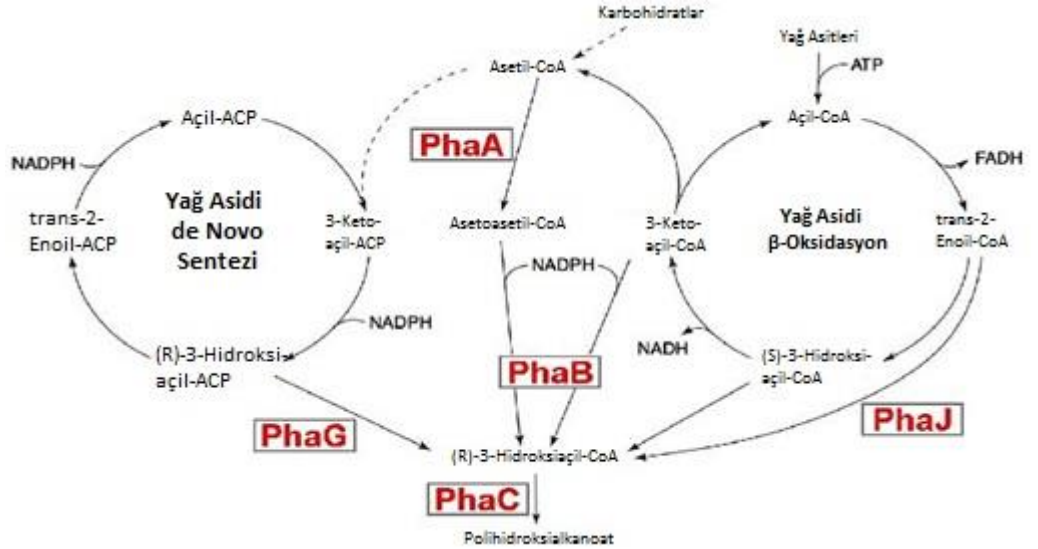 Karbohidratlar
Yağ Asitleri
Asetil-CoA
ATP
Açil-ACP
Açil-CoA
PhaA
NADPH
FADH
Yağ Asidi
de Novo
Sentezi
trans-2-
Enoil-ACP
3-Keto-
açil-ACP
Asetoasetil-CoA
3-Keto-
açil-CoA
Yağ Asidi
β-Oksidasyon
trans-2-
Enoil-CoA
NADPH
NADPH
NADH
(R)-3-Hidroksi-
açil-ACP
PhaB
(S)-3-Hidroksi-
açil-CoA
PhaG
PhaJ
(R)-3-Hidroksiaçil-CoA
PhaC
Polihidroksialkanoat